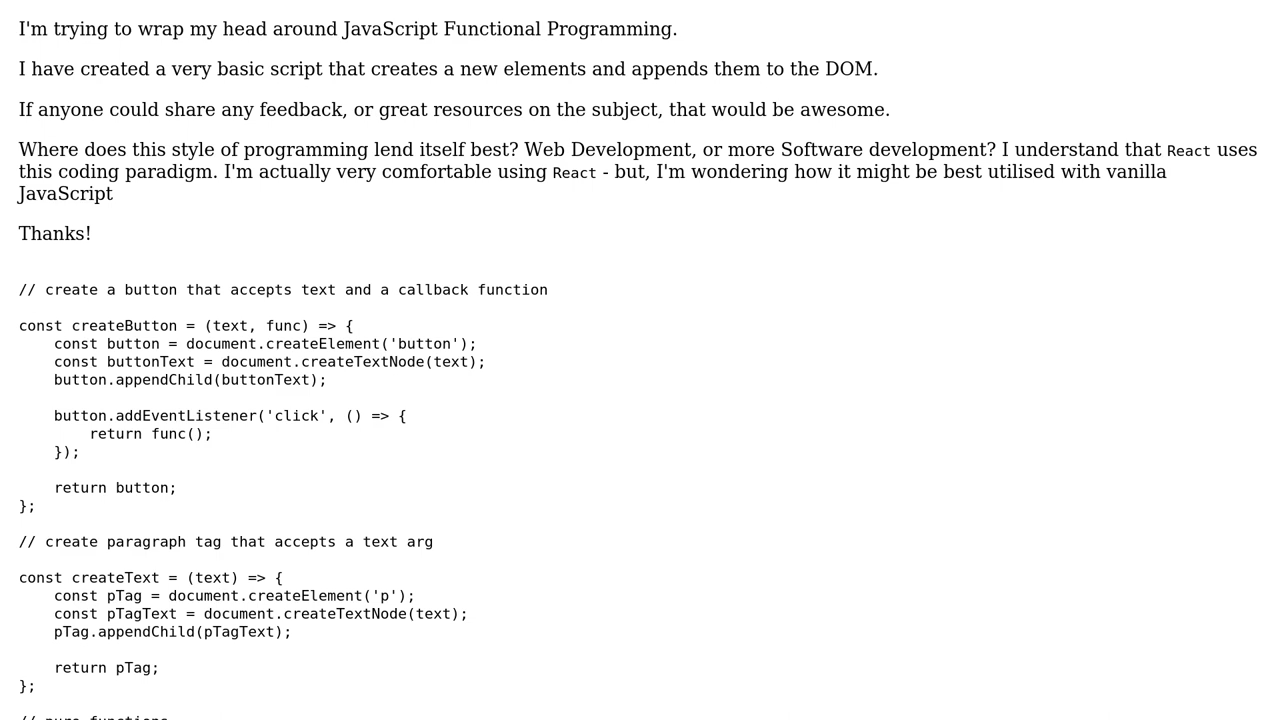 I'm trying to wrap my head around JavaScript Functional Programming.
I have created a very basic script that creates a new elements and appends them to the DOM.
If anyone could share any feedback, or great resources on the subject, that would be awesome.
Where does this style of programming lend itself best? Web Development, or more Software development? I understand that React uses
this coding paradigm. I'm actually very comfortable using React - but, I'm wondering how it might be best utilised with vanilla
JavaScript
Thanks!
// create a button that accepts text and a callback function
const createButton = (text, func) => {
    const button = document.createElement('button');
    const buttonText = document.createTextNode(text);
    button.appendChild(buttonText);
    button.addEventListener('click', () => {
        return func();
    });
    return button;
};
// create paragraph tag that accepts a text arg
const createText = (text) => {
    const pTag = document.createElement('p');
    const pTagText = document.createTextNode(text);
    pTag.appendChild(pTagText);
    return pTag;
};
// pure functions